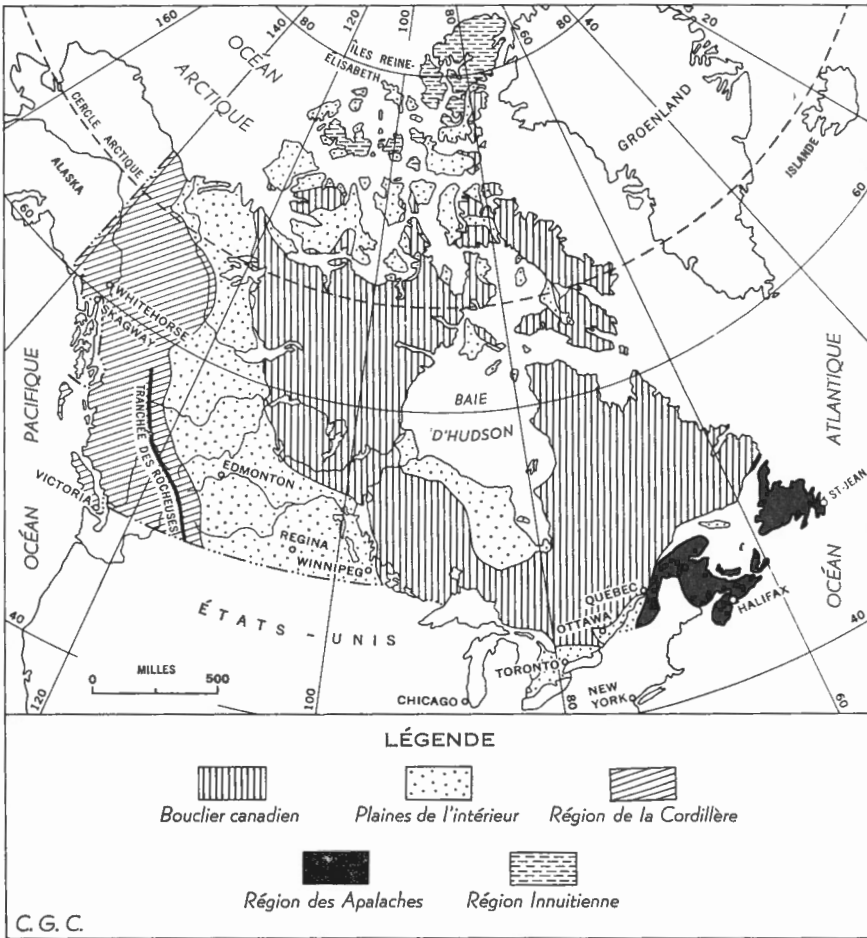 160
140
120
100
80
60
40
20
OCÉAN
ARCTIQUE
ÎLES REINE-
ÉLISABETH
GROENLAND
ISLANDE
CERCLE ARCTIQUE
ALASKA
60
60
WHITEHORSE
SKAGWAY
PACIFIQUE
OCÉAN
TRANCHÉE DES ROCHEUSES
VICTORIA
EDMONTON
REGINA
WINNIPEG
BAIE
D'HUDSON
ATLANTIQUE
OCÉAN
ST-JEAN
QUÉBEC
OTTAWA
HALIFAX
TORONTO
NEW
YORK
CHICAGO
ÉTATS-UNIS
MILLES
0 500
40
120
100
80
60
40
LÉGENDE
Bouclier canadien Plaines de l'intérieur Région de la Cordillère
Région des Apalaches Région Innuitienne
C. G. C.